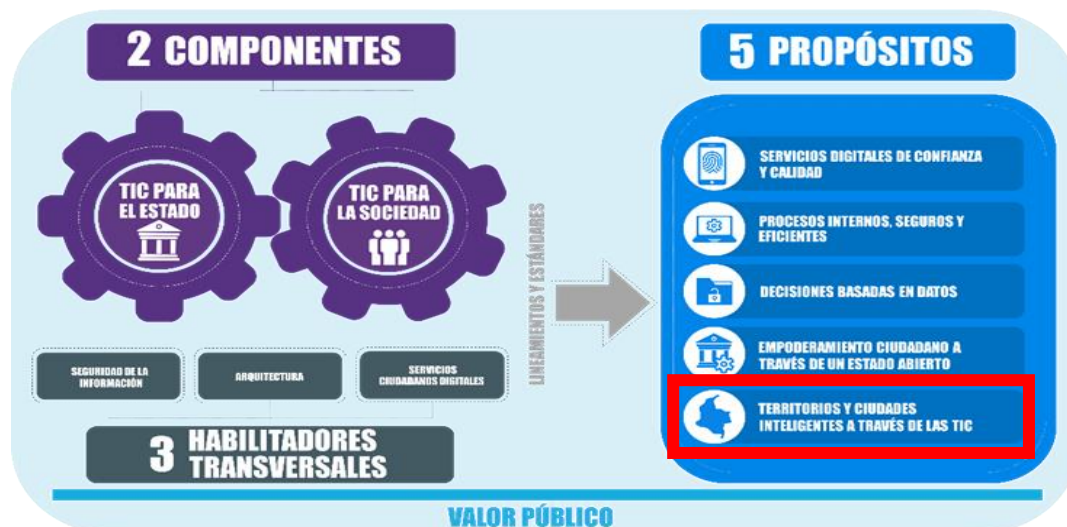 2 COMPONENTES
TIC PARA
EL ESTADO
TIC PARA
LA SOCIEDAD
SEGURIDAD DE LA
INFORMACIÓN
ARQUITECTURA
SERVICIOS
CIUDADANOS DIGITALES
3 HABILITADORES
TRANSVERSALES
LINEAMIENTOS Y ESTÁNDARES
5 PROPÓSITOS
SERVICIOS DIGITALES DE CONFIANZA
Y CALIDAD
PROCESOS INTERNOS, SEGUROS Y
EFICIENTES
DECISIONES BASADAS EN DATOS
EMPODERAMIENTO CIUDADANO A
TRAVÉS DE UN ESTADO ABIERTO
TERRITORIOS Y CIUDADES
INTELIGENTES A TRAVÉS DE LAS TIC
VALOR PÚBLICO